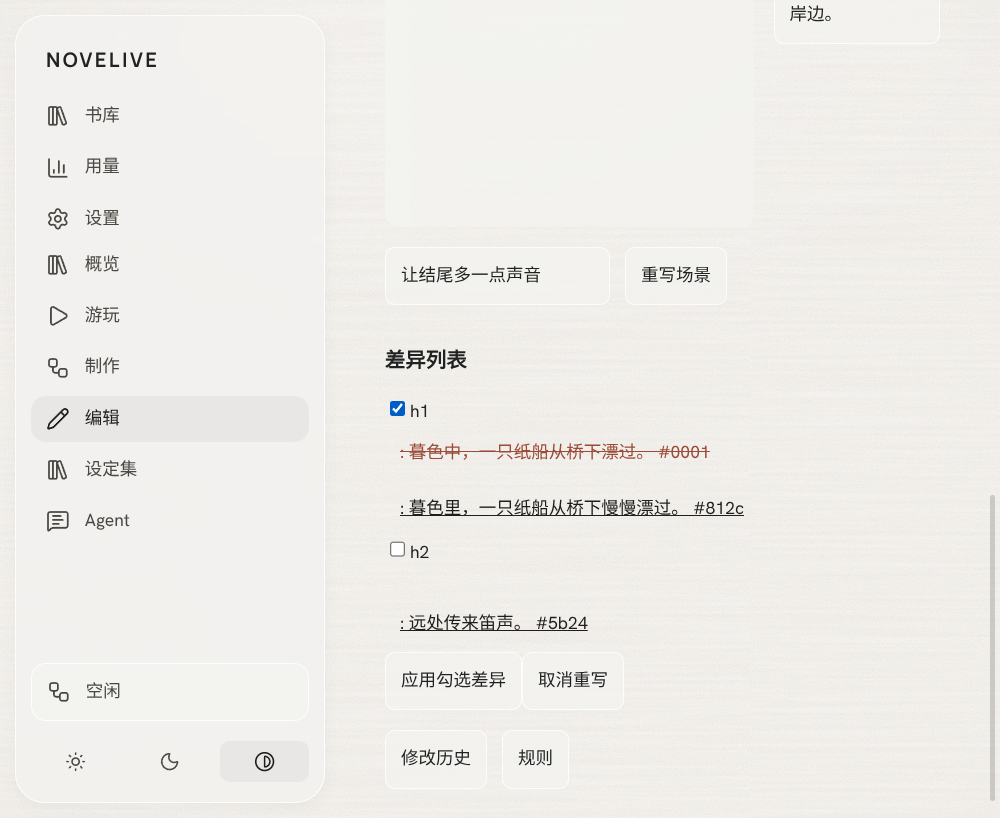 NOVELIVE
书库
用量
设置
概览
游玩
制作
编辑
设定集
Agent
空闲
岸边。
让结尾多一点声音
重写场景
差异列表
h1
: 暮色中，一只纸船从桥下漂过。 #0001
: 暮色里，一只纸船从桥下慢慢漂过。 #812c
h2
: 远处传来笛声。 #5b24
应用勾选差异
取消重写
修改历史
规则